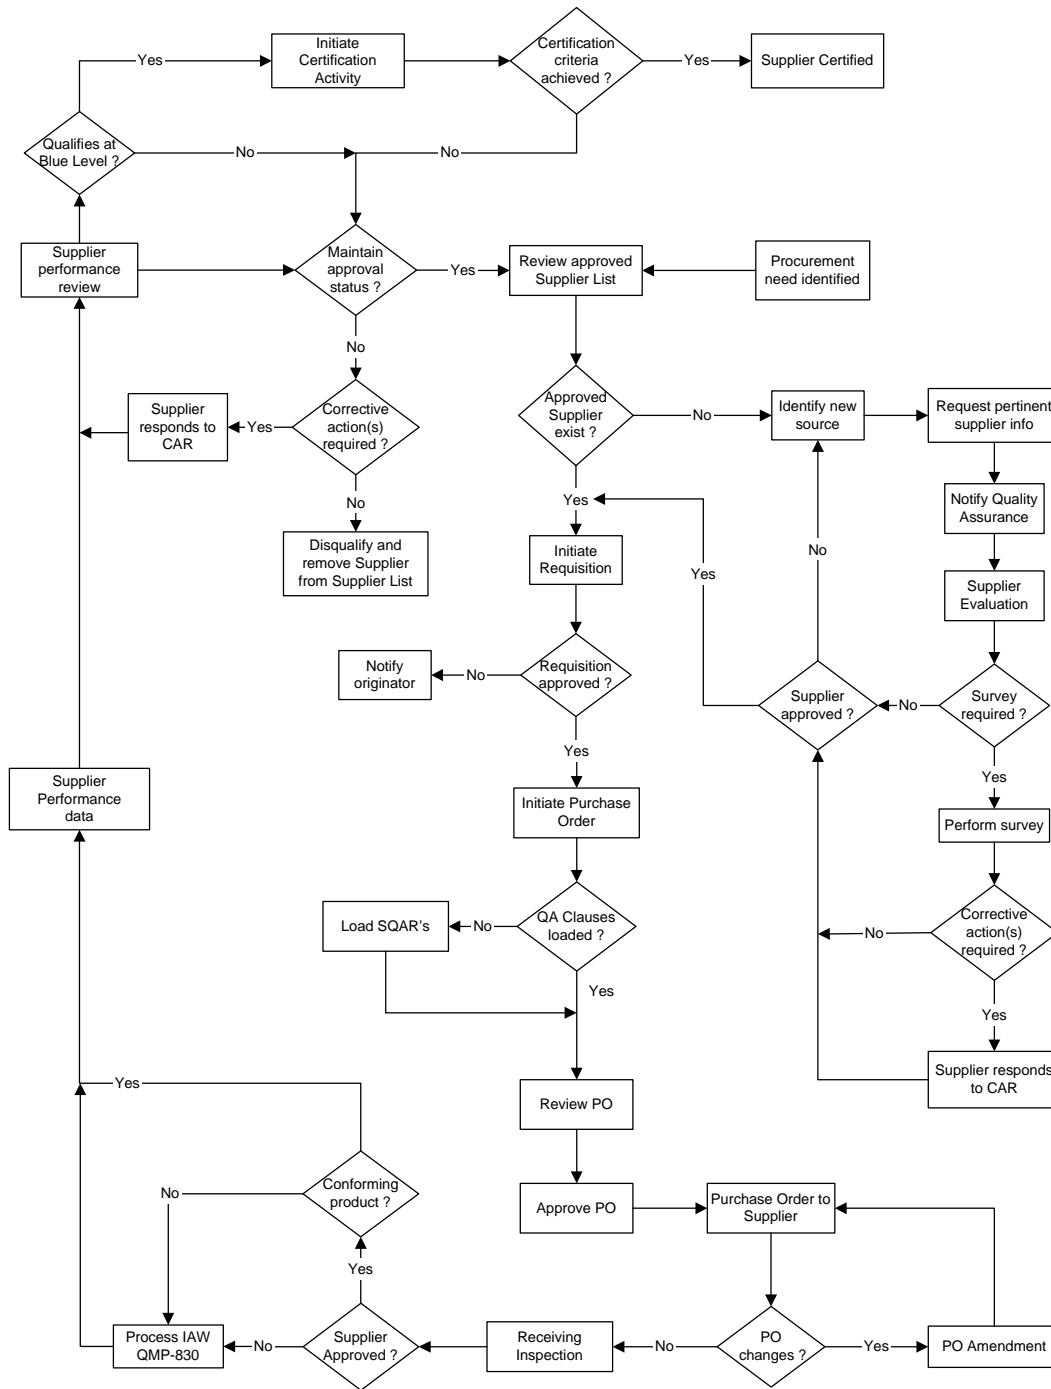 Yes
Initiate
Certification
Activity
Certification
criteria
achieved ?
Yes
Supplier Certified
Qualifies at
Blue Level ?
No
No
Supplier
performance
review
Maintain
approval
status ?
Yes
Review approved
Supplier List
Procurement
need identified
No
Supplier
responds to
CAR
Yes
Corrective
action(s)
required ?
Approved
Supplier
exist ?
No
Identify new
source
Request pertinent
supplier info
No
Yes
Notify Quality
Assurance
Disqualify and
remove Supplier
from Supplier List
Initiate
Requisition
No
Yes
Supplier
Evaluation
Notify
originator
No
Requisition
approved ?
Supplier
approved ?
No
Survey
required ?
Yes
Yes
Supplier
Performance
data
Initiate Purchase
Order
Perform survey
Load SQAR's
No
QA Clauses
loaded ?
No
Corrective
action(s)
required ?
Yes
Yes
Yes
Review PO
Supplier responds
to CAR
No
Conforming
product ?
Approve PO
Purchase Order to
Supplier
Yes
Process IAW
QMP-830
No
Supplier
Approved ?
Receiving
Inspection
No
PO
changes ?
Yes
PO Amendment